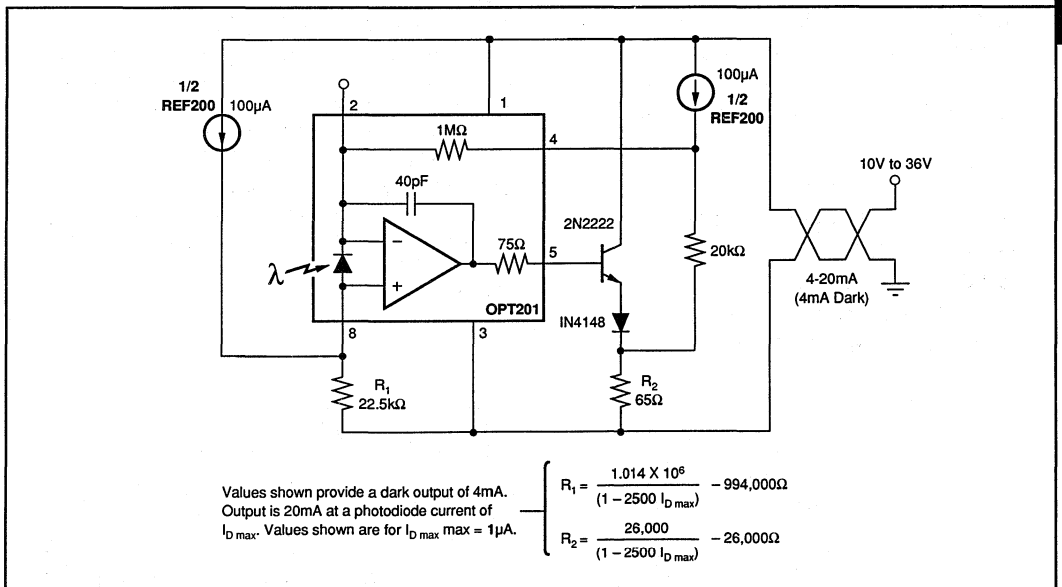 1/2
REF200
100µA
2
1
100µA
1/2
REF200
1MΩ
4
10V to 36V
40pF
2N2222
75Ω
5
20kΩ
−
λ
+
OPT201
4-20mA
(4mA Dark)
IN4148
8
3
R1
22.5kΩ
R2
65Ω
Values shown provide a dark output of 4mA.
Output is 20mA at a photodiode current of
ID max. Values shown are for ID max max = 1µA.
R1 = 1.014 X 10⁶ / (1 – 2500 ID max) – 994,000Ω
R2 = 26,000 / (1 – 2500 ID max) – 26,000Ω